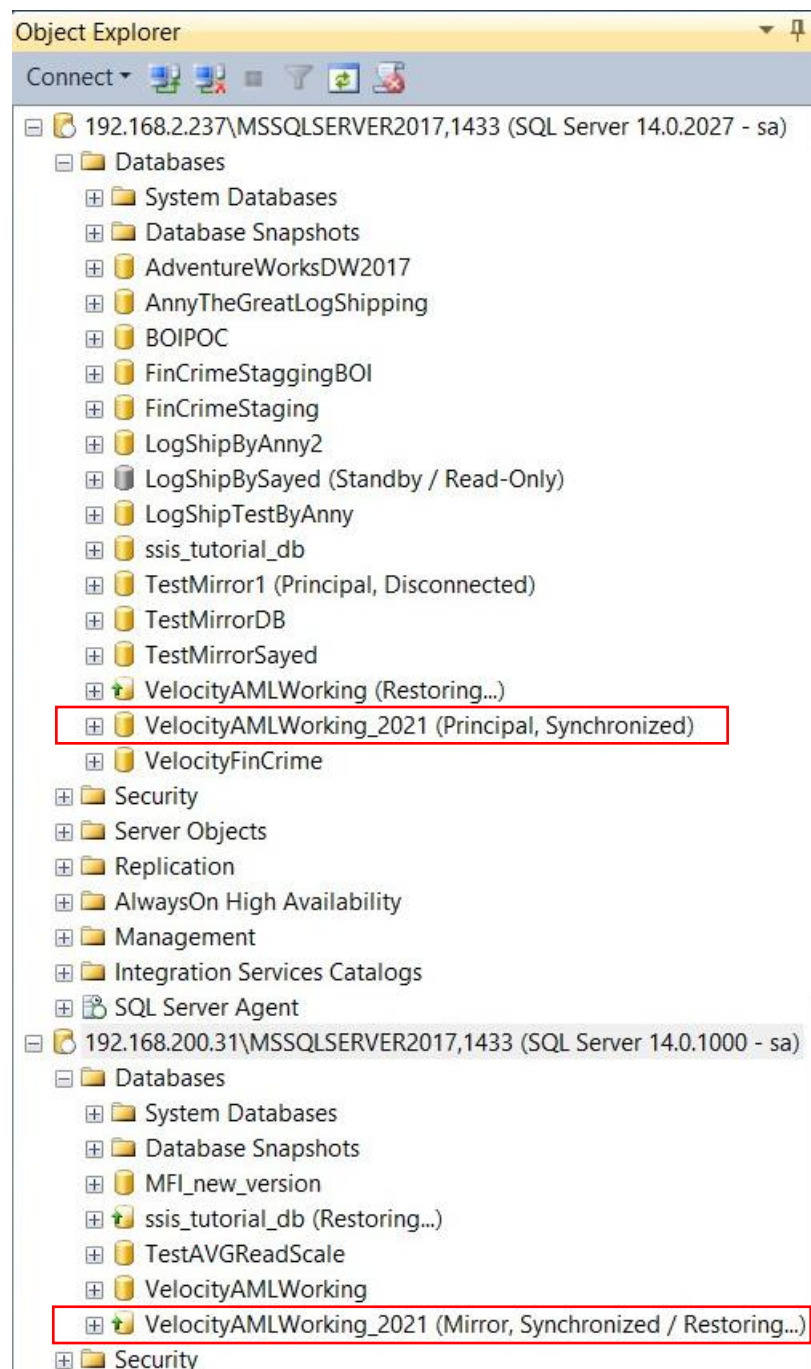 Object Explorer
Connect
192.168.2.237\MSSQLSERVER2017,1433 (SQL Server 14.0.2027 - sa)
Databases
System Databases
Database Snapshots
AdventureWorksDW2017
AnnyTheGreatLogShipping
BOIPOC
FinCrimeStaggingBOI
FinCrimeStaging
LogShipByAnny2
LogShipBySayed (Standby / Read-Only)
LogShipTestByAnny
ssis_tutorial_db
TestMirror1 (Principal, Disconnected)
TestMirrorDB
TestMirrorSayed
VelocityAMLWorking (Restoring...)
VelocityAMLWorking_2021 (Principal, Synchronized)
VelocityFinCrime
Security
Server Objects
Replication
AlwaysOn High Availability
Management
Integration Services Catalogs
SQL Server Agent
192.168.200.31\MSSQLSERVER2017,1433 (SQL Server 14.0.1000 - sa)
Databases
System Databases
Database Snapshots
MFI_new_version
ssis_tutorial_db (Restoring...)
TestAVGReadScale
VelocityAMLWorking
VelocityAMLWorking_2021 (Mirror, Synchronized / Restoring...)
Security